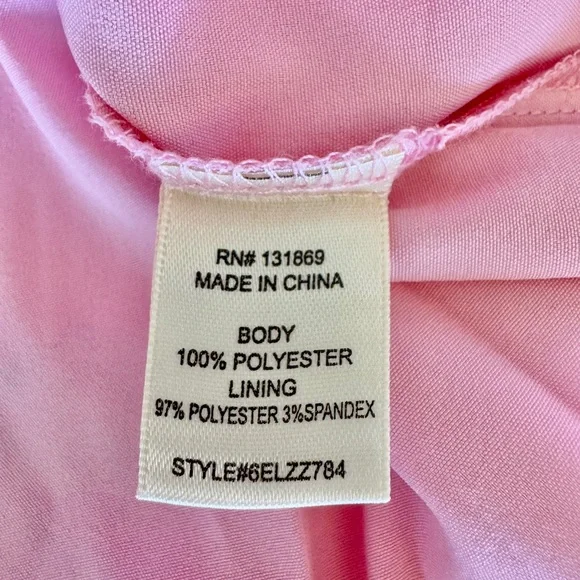 RN# 131869
MADE IN CHINA
BODY
100% POLYESTER
LINING
97% POLYESTER 3%SPANDEX
STYLE#6ELZZ784